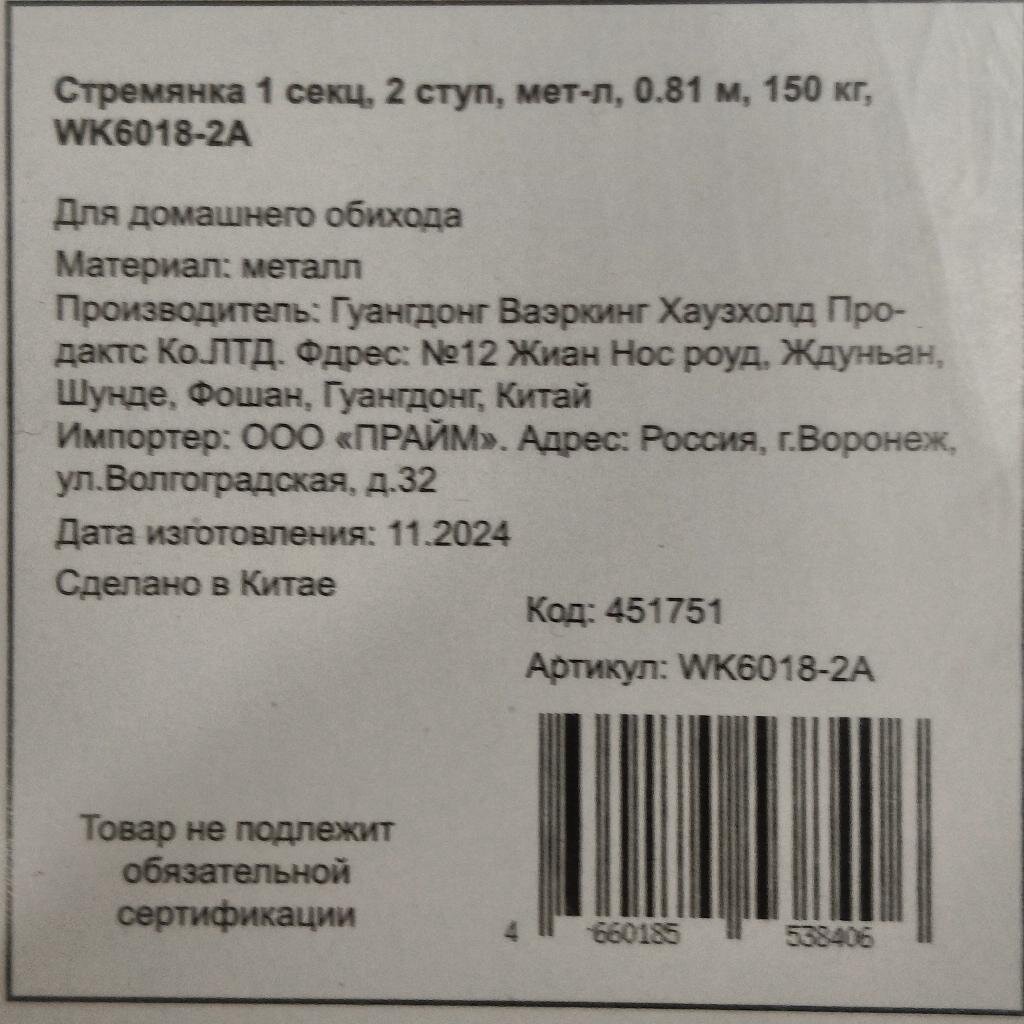 Стремянка 1 секц, 2 ступ, мет-л, 0.81 м, 150 кг,
WK6018-2A
Для домашнего обихода
Материал: металл
Производитель: Гуангдонг Ваэркинг Хаузхолд Про-
дактс Ко.ЛТД. Фдрес: №12 Жиан Нос роуд, Ждуньан,
Шунде, Фошан, Гуангдонг, Китай
Импортер: ООО «ПРАЙМ». Адрес: Россия, г.Воронеж,
ул.Волгоградская, д.32
Дата изготовления: 11.2024
Сделано в Китае
Код: 451751
Артикул: WK6018-2A
Товар не подлежит
обязательной
сертификации
4 660185 538406